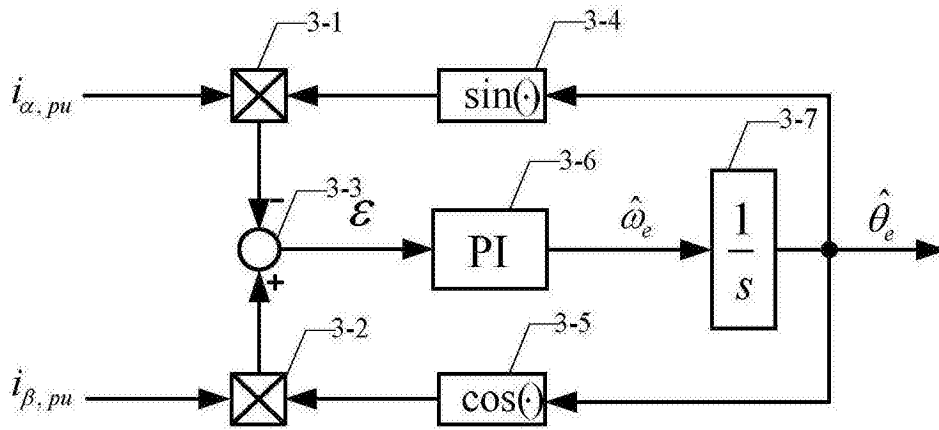 3-1
3-4
i_{α, pu}
sin(·)
3-7
3-6
-
3-3
ε
PI
ω̂_e
1/s
θ̂_e
+
3-2
3-5
i_{β, pu}
cos(·)